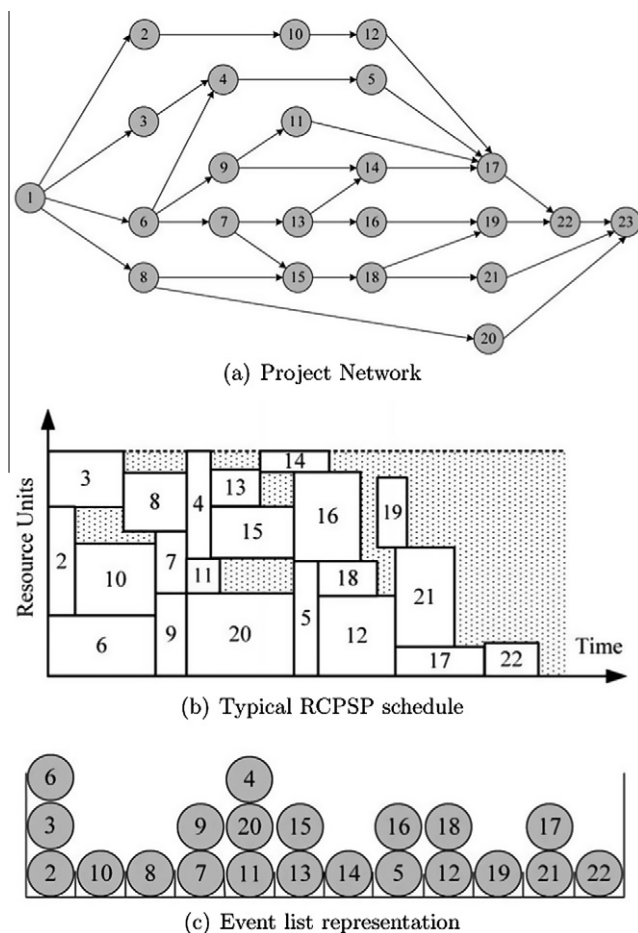 2 10 12
4 5
3 11
9 14 17
1 6 7 13 16 19 22 23
8 15 18 21
20
(a) Project Network
Resource Units
3 14
8 4 13 16 19
2 10 7 15
11 18 21
6 9 20 5 12
17 22
Time
(b) Typical RCPSP schedule
6 4
3 9 20 15 16 18 17
2 10 8 7 11 13 14 5 12 19 21 22
(c) Event list representation